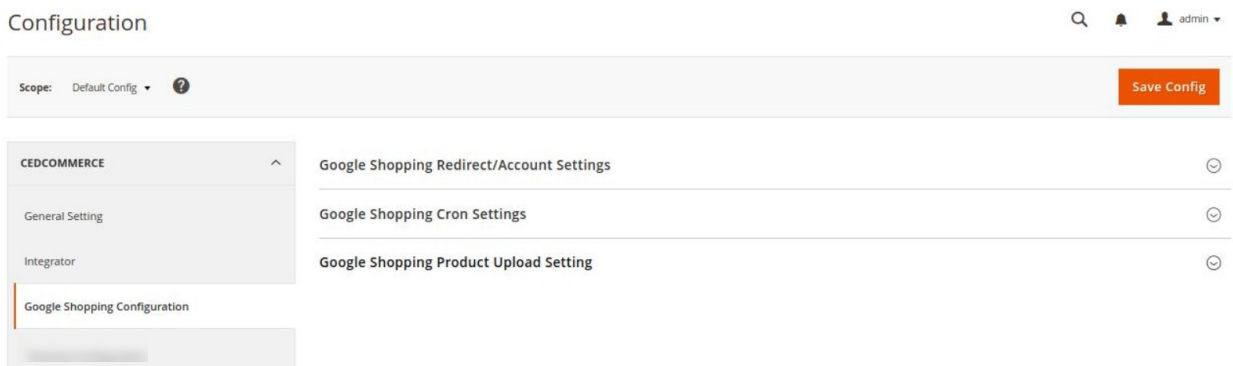 Configuration
admin
Scope: Default Config ?
Save Config
CEDCOMMERCE
General Setting
Integrator
Google Shopping Configuration
Google Shopping Redirect/Account Settings
Google Shopping Cron Settings
Google Shopping Product Upload Setting